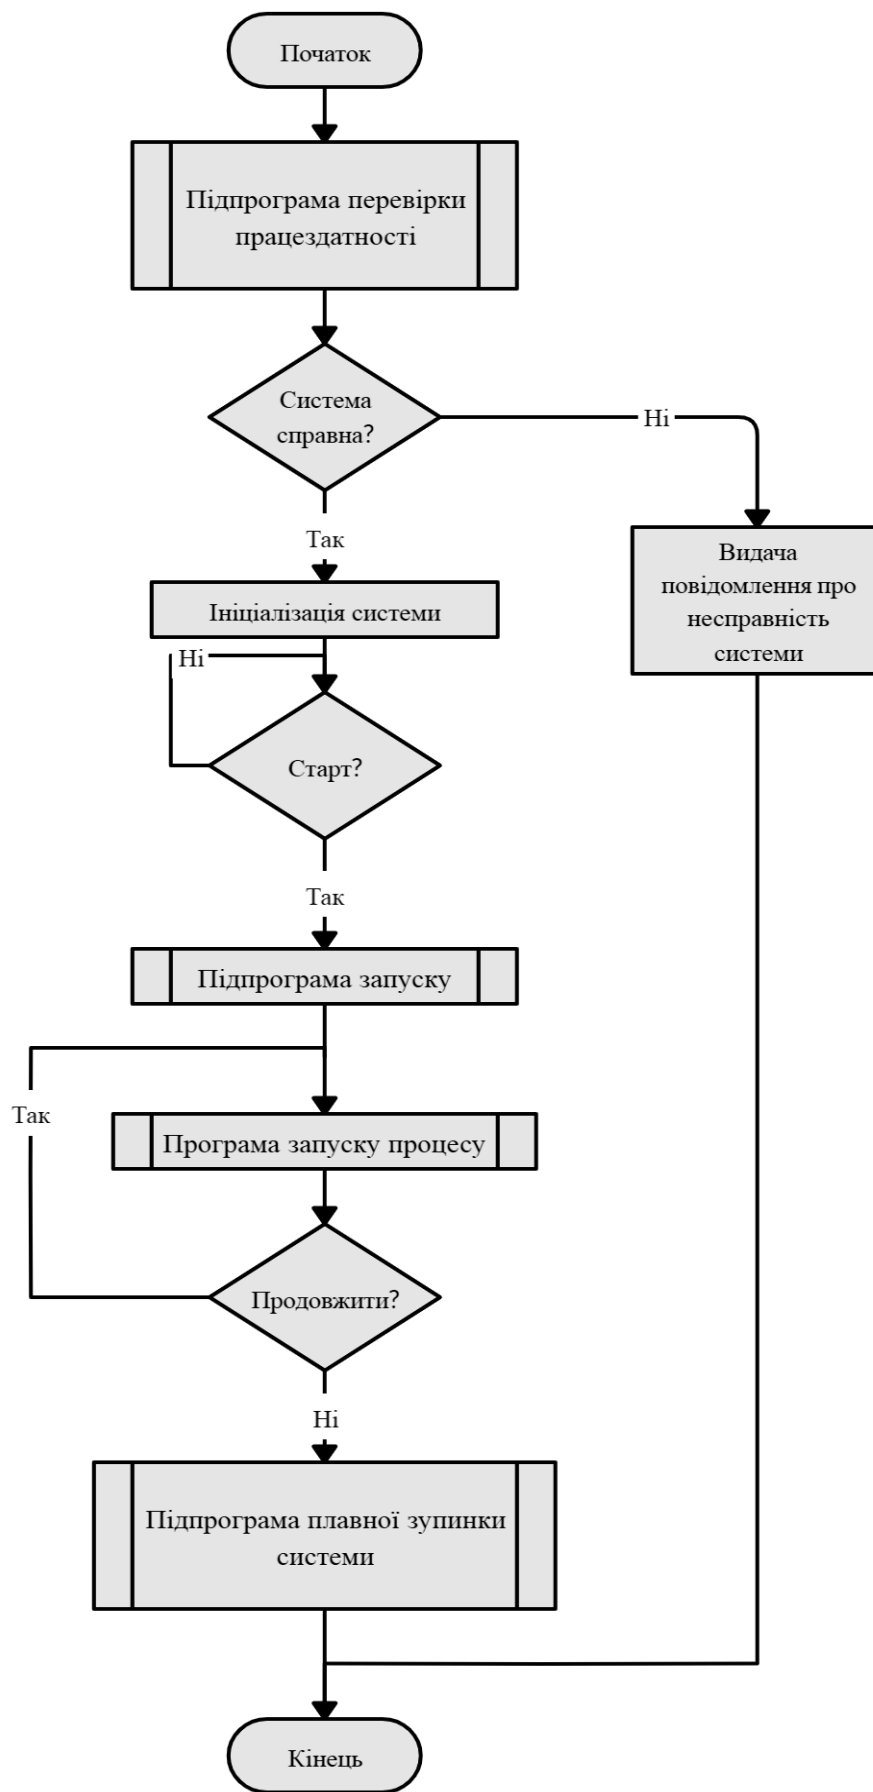 Початок
Підпрограма перевірки
працездатності
Система
справна?
Ні
Так
Видача
повідомлення про
несправність
системи
Ініціалізація системи
Ні
Старт?
Так
Підпрограма запуску
Так
Програма запуску процесу
Продовжити?
Ні
Підпрограма плавної зупинки
системи
Кінець